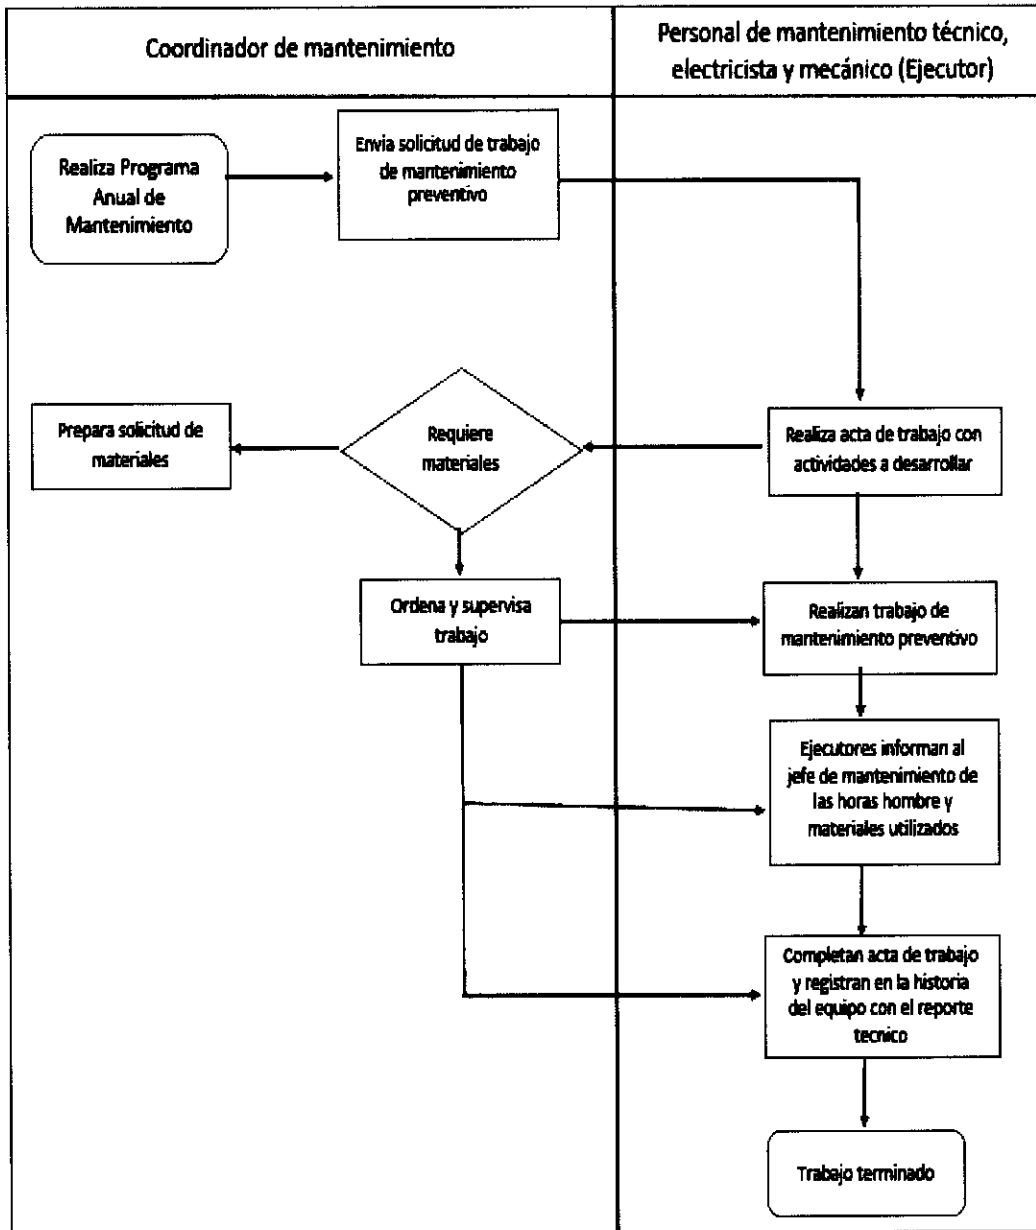 Coordinador de mantenimiento
Personal de mantenimiento técnico,
electricista y mecánico (Ejecutor)
Realiza Programa
Anual de
Mantenimiento
Envia solicitud de trabajo
de mantenimiento
preventivo
Prepara solicitud de
materiales
Requiere
materiales
Realiza acta de trabajo con
actividades a desarrollar
Ordena y supervisa
trabajo
Realizan trabajo de
mantenimiento preventivo
Ejecutores informan al
jefe de mantenimiento de
las horas hombre y
materiales utilizados
Completan acta de trabajo
y registran en la historia
del equipo con el reporte
tecnico
Trabajo terminado